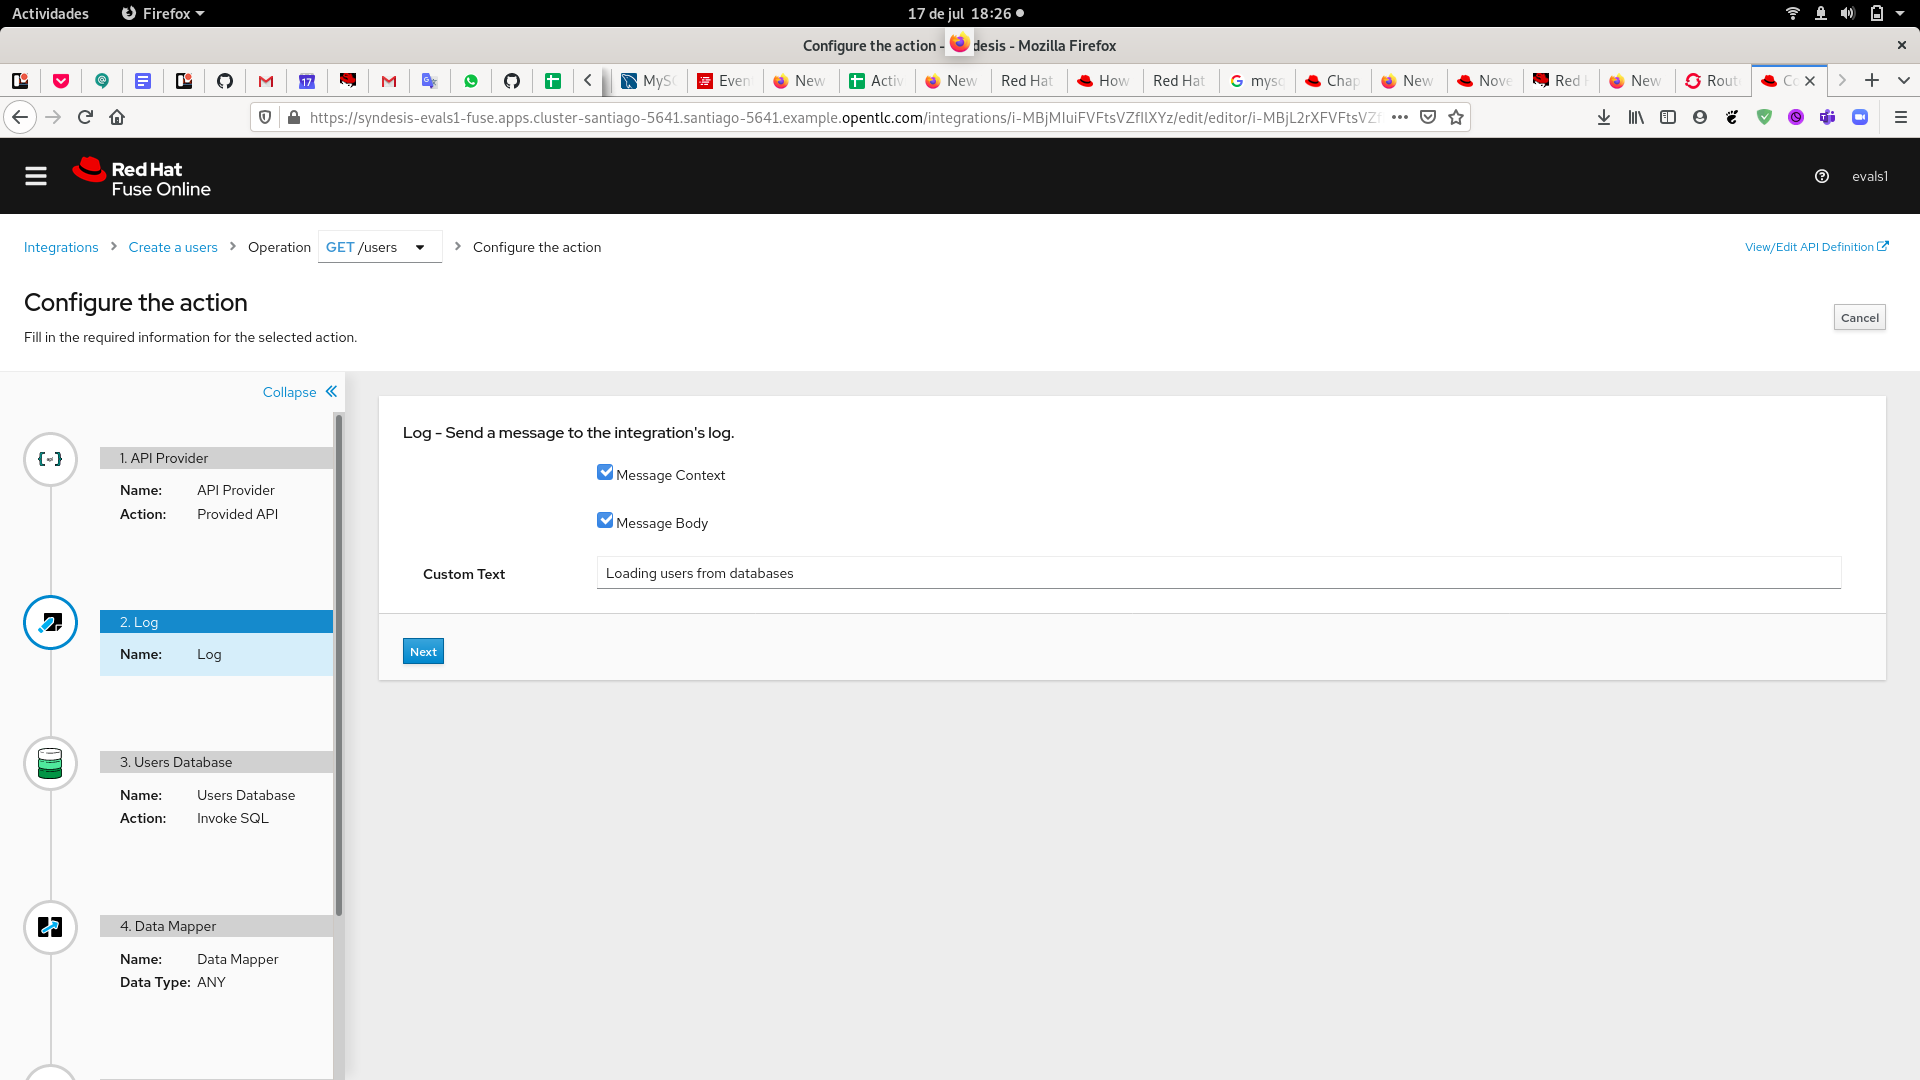 Actividades Firefox 17 de jul 18:26
Configure the action - desis - Mozilla Firefox
17 MyS Even New Activ New Red Hat How Red Hat mysq Chap New Nove Red New Rout Co
https://syndesis-evals1-fuse.apps.cluster-santiago-5641.santiago-5641.example.opentlc.com/integrations/
Red Hat
Fuse Online
evals1
Integrations > Create a users > Operation GET /users > Configure the action
View/Edit API Definition
Configure the action
Fill in the required information for the selected action.
Cancel
Collapse
1. API Provider
Name: API Provider
Action: Provided API
2. Log
Name: Log
3. Users Database
Name: Users Database
Action: Invoke SQL
4. Data Mapper
Name: Data Mapper
Data Type: ANY
Log - Send a message to the integration's log.
Message Context
Message Body
Custom Text Loading users from databases
Next